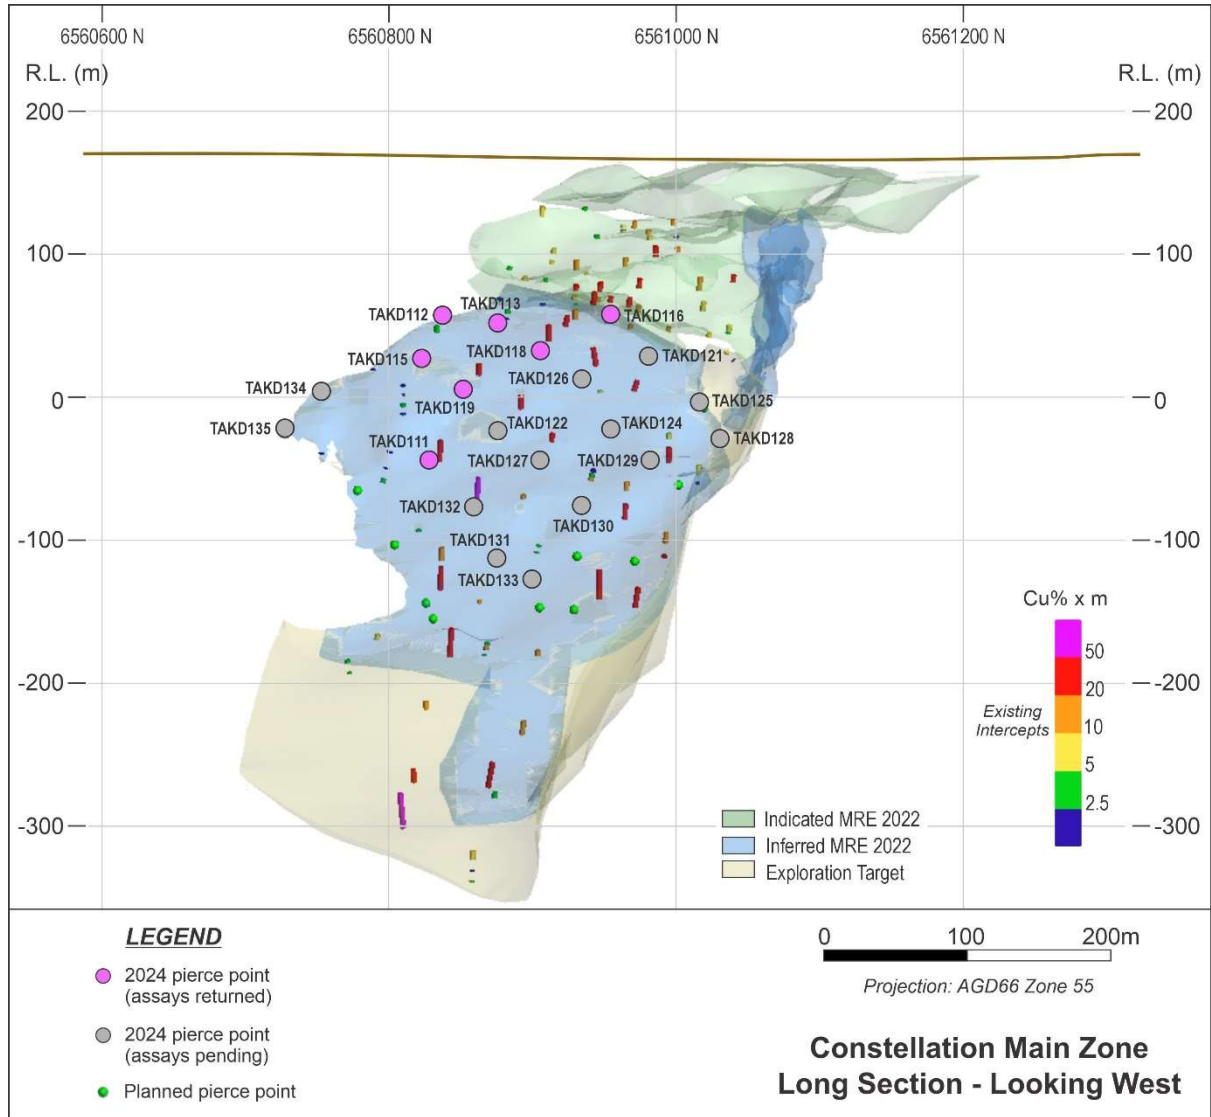 6560600 N
6560800 N
6561000 N
6561200 N
R.L. (m)
R.L. (m)
200
200
100
100
TAKD112
TAKD113
TAKD116
TAKD115
TAKD118
TAKD121
TAKD126
TAKD134
0
0
TAKD119
TAKD125
TAKD135
TAKD122
TAKD124
TAKD128
TAKD111
TAKD127
TAKD129
TAKD132
TAKD130
-100
-100
TAKD131
TAKD133
Cu% x m
50
-200
-200
20
Existing
Intercepts
10
5
2.5
-300
-300
Indicated MRE 2022
Inferred MRE 2022
Exploration Target
LEGEND
2024 pierce point
(assays returned)
2024 pierce point
(assays pending)
Planned pierce point
0 100 200m
Projection: AGD66 Zone 55
Constellation Main Zone
Long Section - Looking West